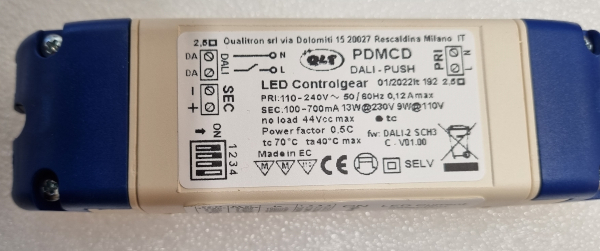 Qualitron srl via Dolomiti 15 20027 Rescaldina Milano IT
2,5
DA
DA
DALI
N
L
QLT
PDMCD
DALI - PUSH
PRI
N
L
LED Controlgear
01/2022 lt 192 2,5
PRI:110-240V~ 50/60Hz 0,12A max
SEC.100-700mA 13W@230V 9W@110V
no load 44Vcc max
tc
Power factor 0,5C
fw: DALI-2 SCH3
tc 70°C ta 40°C max
C - V01.00
Made in EC
- 
+
SEC
ON
1 2 3 4
M M CE SELV